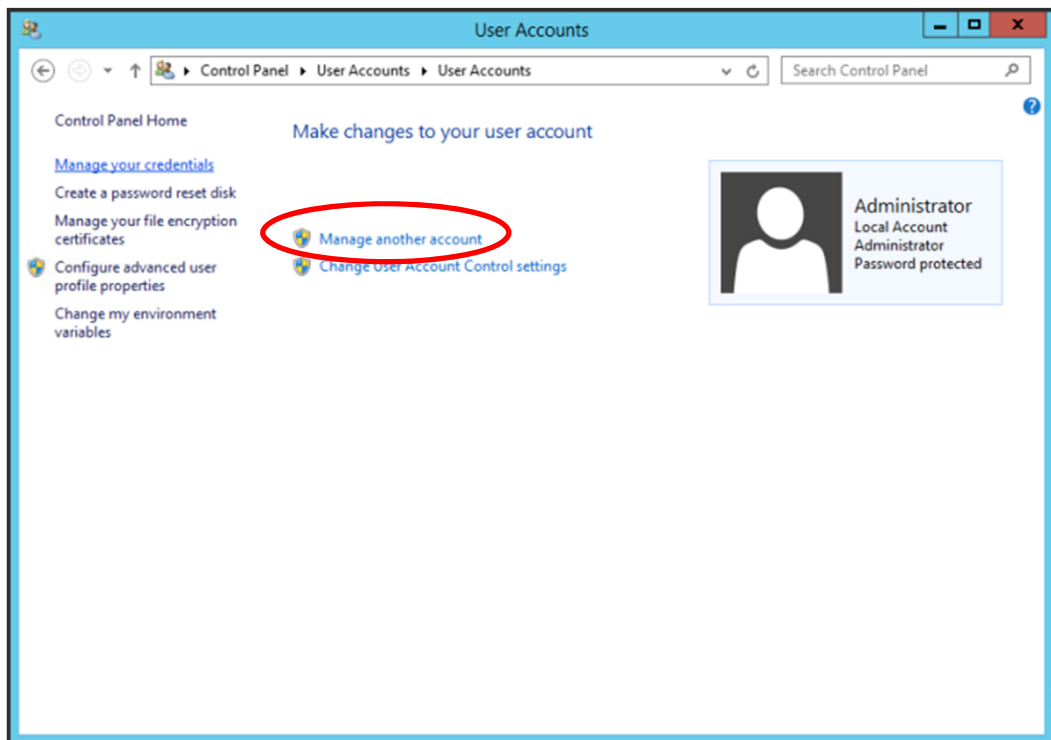 User Accounts
Control Panel User Accounts User Accounts
Search Control Panel
Control Panel Home
Manage your credentials
Create a password reset disk
Manage your file encryption
certificates
Configure advanced user
profile properties
Change my environment
variables
Make changes to your user account
Manage another account
Change User Account Control settings
Administrator
Local Account
Administrator
Password protected